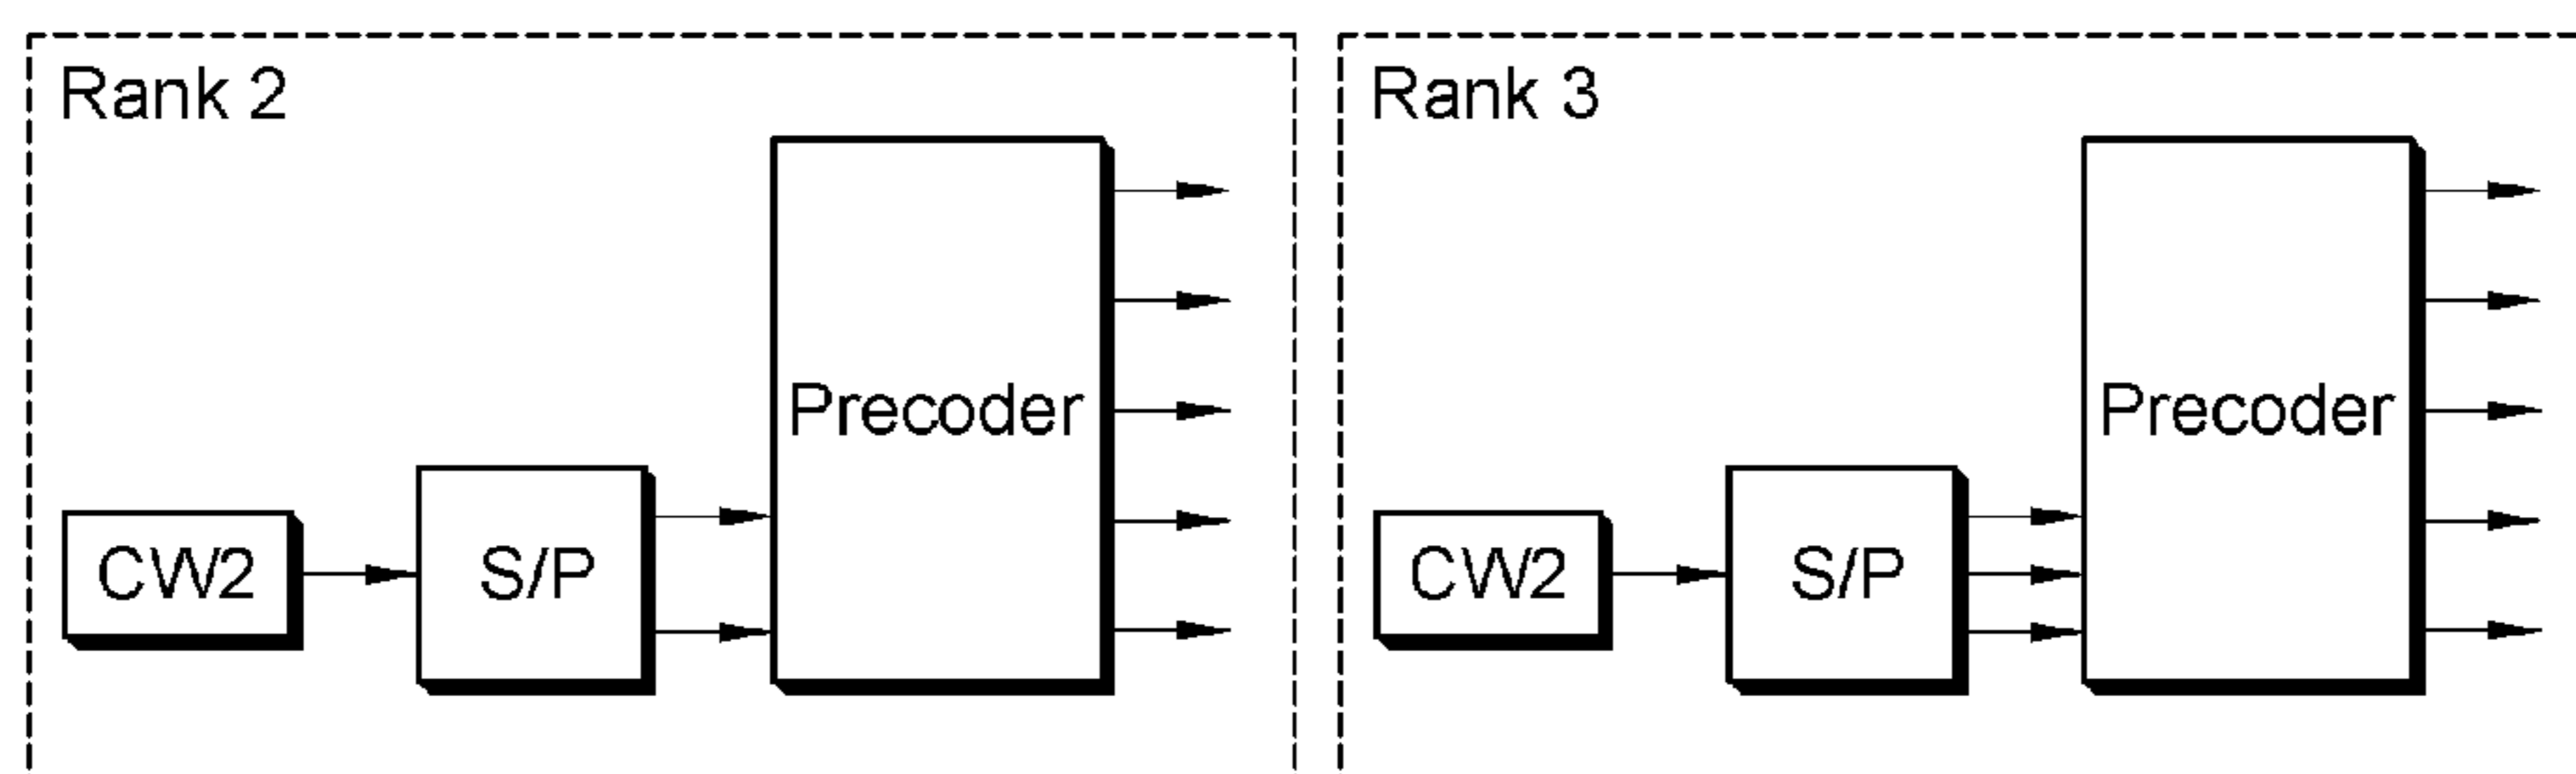 Rank 2
Precoder
CW2
S/P
Rank 3
Precoder
CW2
S/P